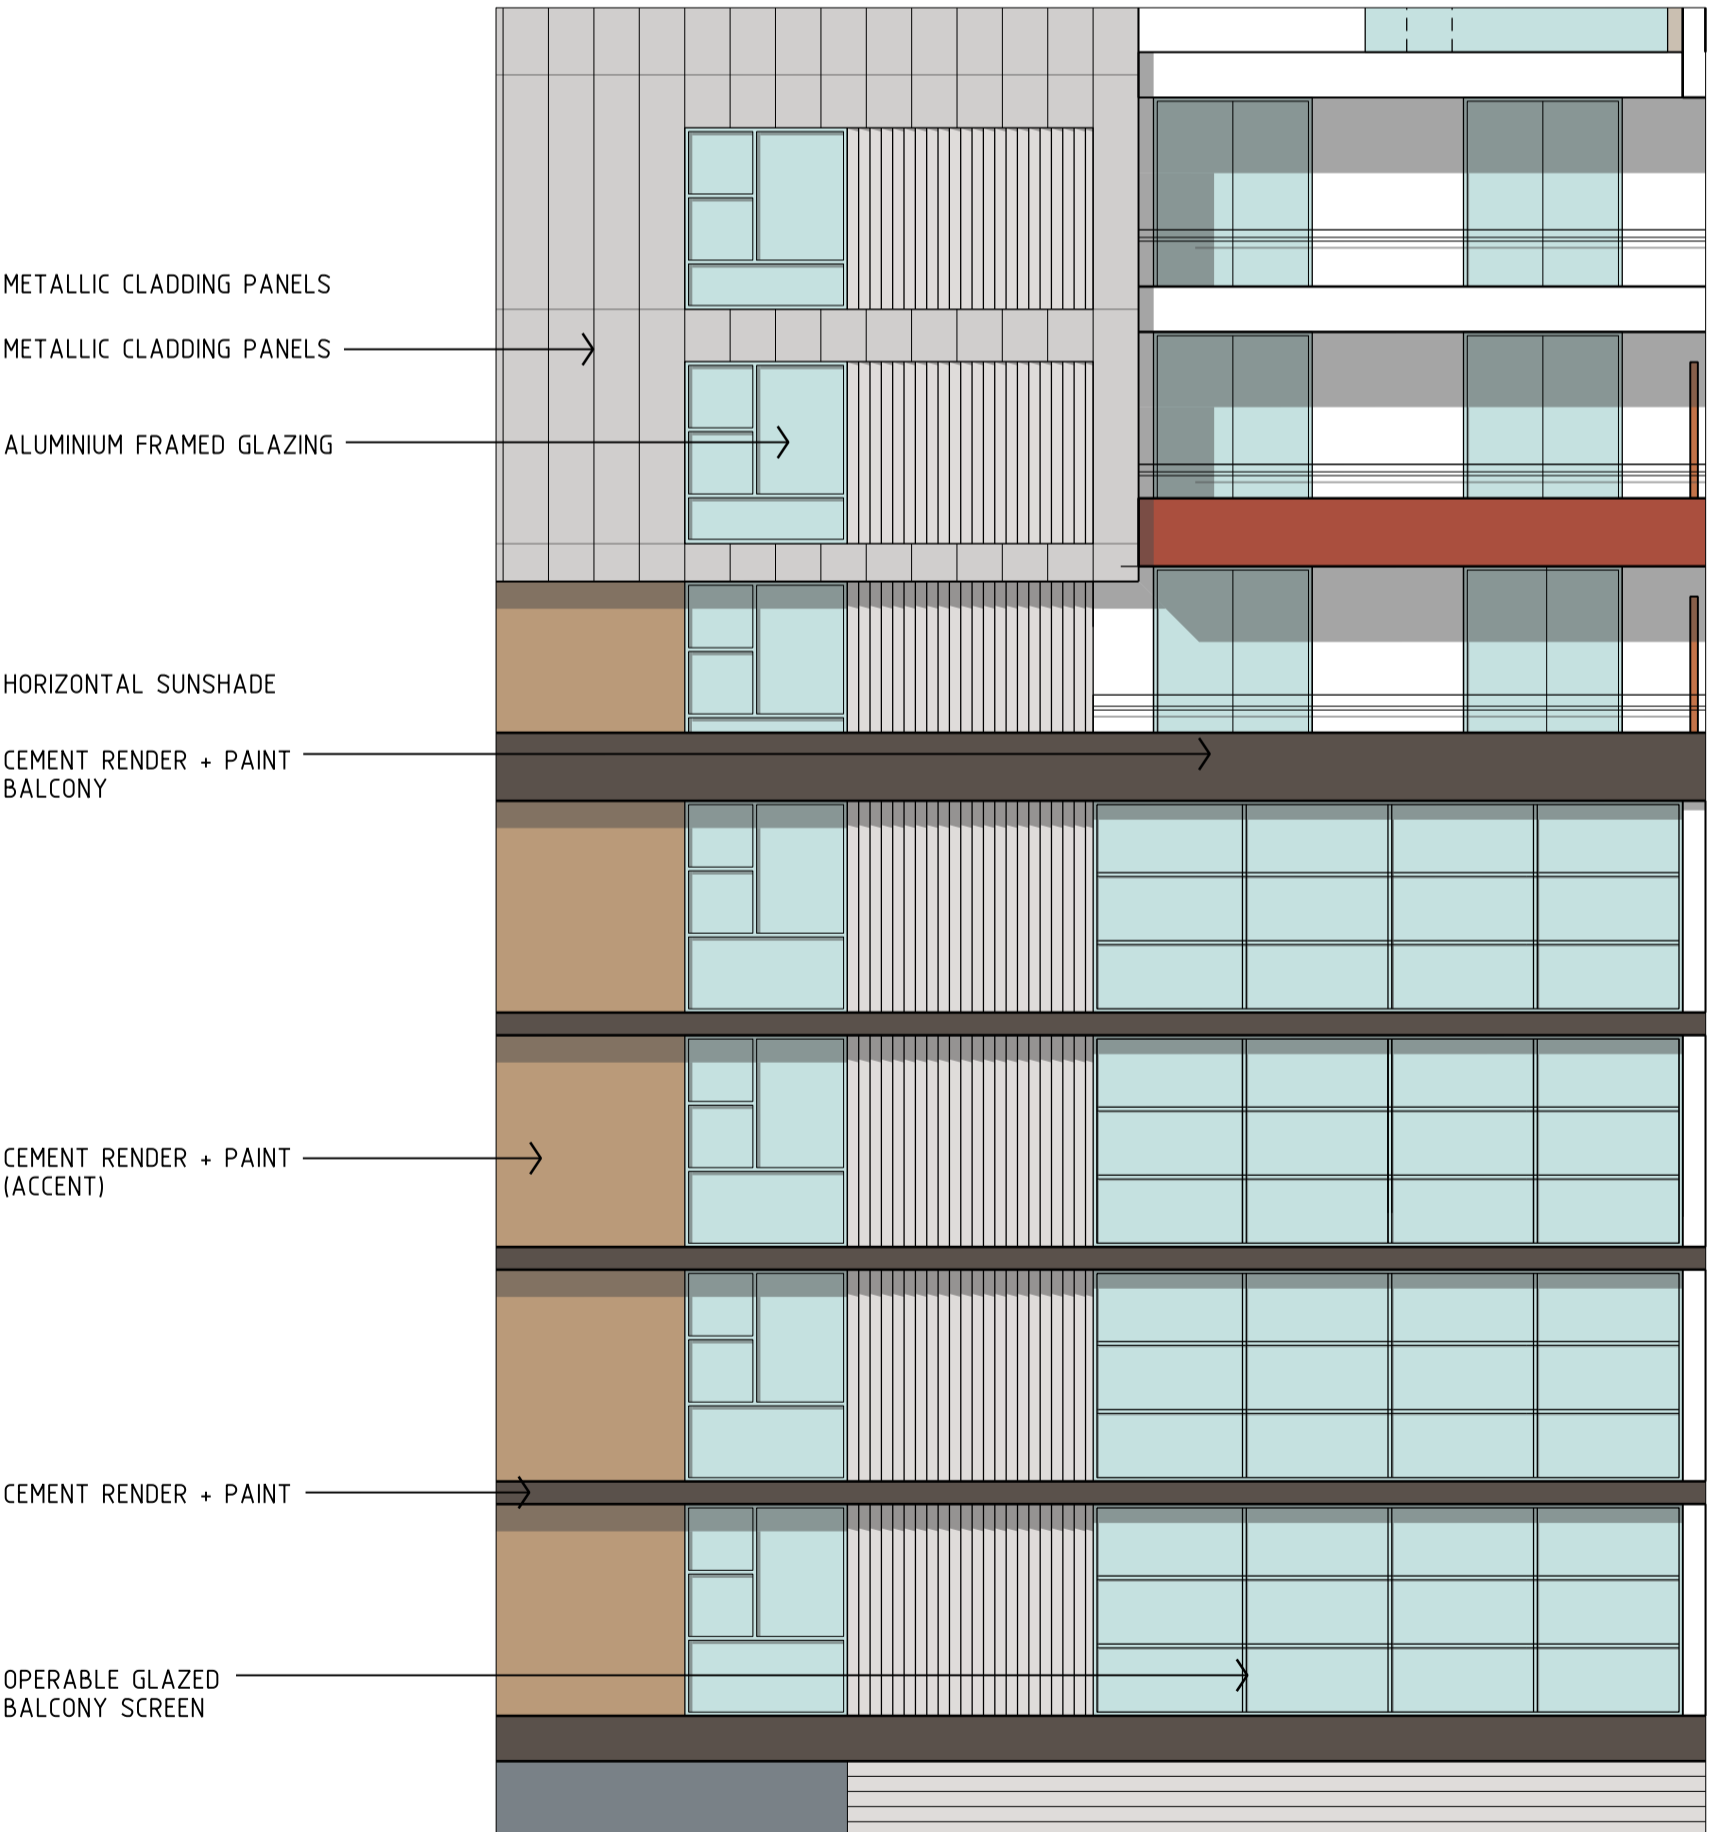 METALLIC CLADDING PANELS
METALLIC CLADDING PANELS
ALUMINIUM FRAMED GLAZING
HORIZONTAL SUNSHADE
CEMENT RENDER + PAINT
BALCONY
CEMENT RENDER + PAINT
(ACCENT)
CEMENT RENDER + PAINT
OPERABLE GLAZED
BALCONY SCREEN